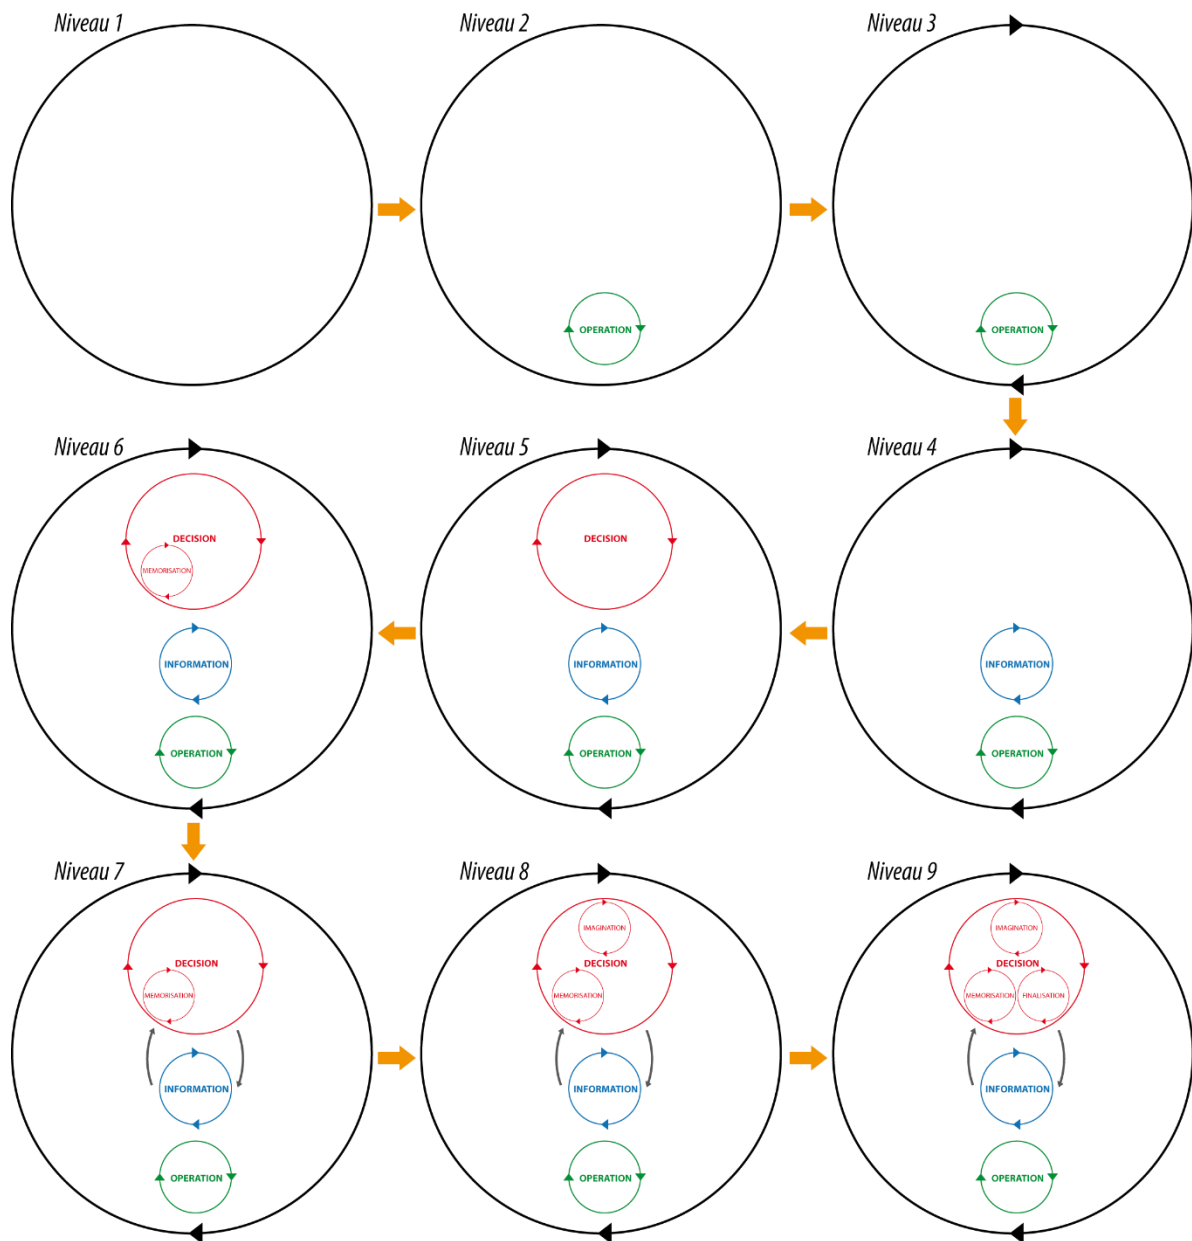 Niveau 1
Niveau 2
OPERATION
Niveau 3
OPERATION
Niveau 4
INFORMATION
OPERATION
Niveau 5
DECISION
INFORMATION
OPERATION
Niveau 6
DECISION
MEMORISATION
INFORMATION
OPERATION
Niveau 7
DECISION
MEMORISATION
INFORMATION
OPERATION
Niveau 8
IMAGINATION
DECISION
MEMORISATION
INFORMATION
OPERATION
Niveau 9
IMAGINATION
DECISION
MEMORISATION
FINALISATION
INFORMATION
OPERATION